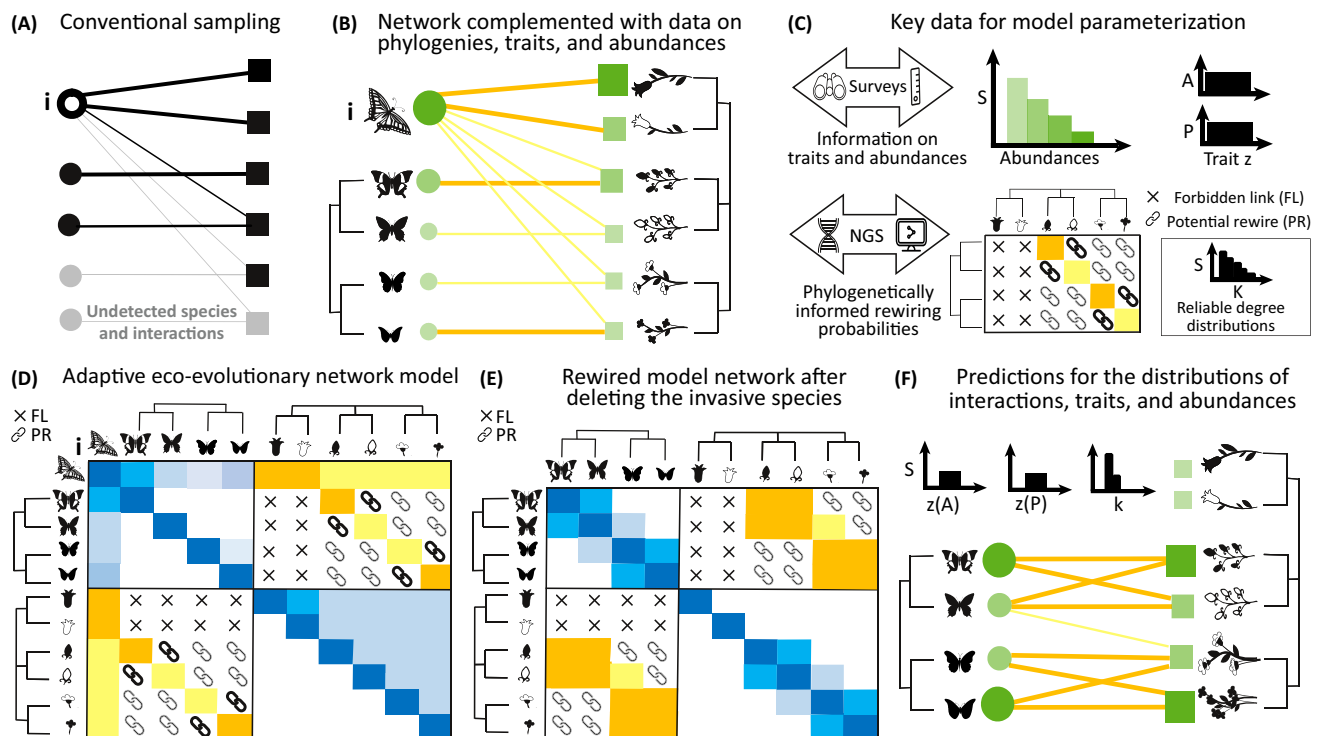 (A) Conventional sampling
i
Undetected species
and interactions
(B) Network complemented with data on
phylogenies, traits, and abundances
i
(C) Key data for model parameterization
Surveys
Information on
traits and abundances
S
Abundances
A
P
Trait z
NGS
Phylogenetically
informed rewiring
probabilities
Forbidden link (FL)
Potential rewire (PR)
S
K
Reliable degree
distributions
(D) Adaptive eco-evolutionary network model
FL
PR
i
(E) Rewired model network after
deleting the invasive species
FL
PR
(F) Predictions for the distributions of
interactions, traits, and abundances
S
z(A)
z(P)
k